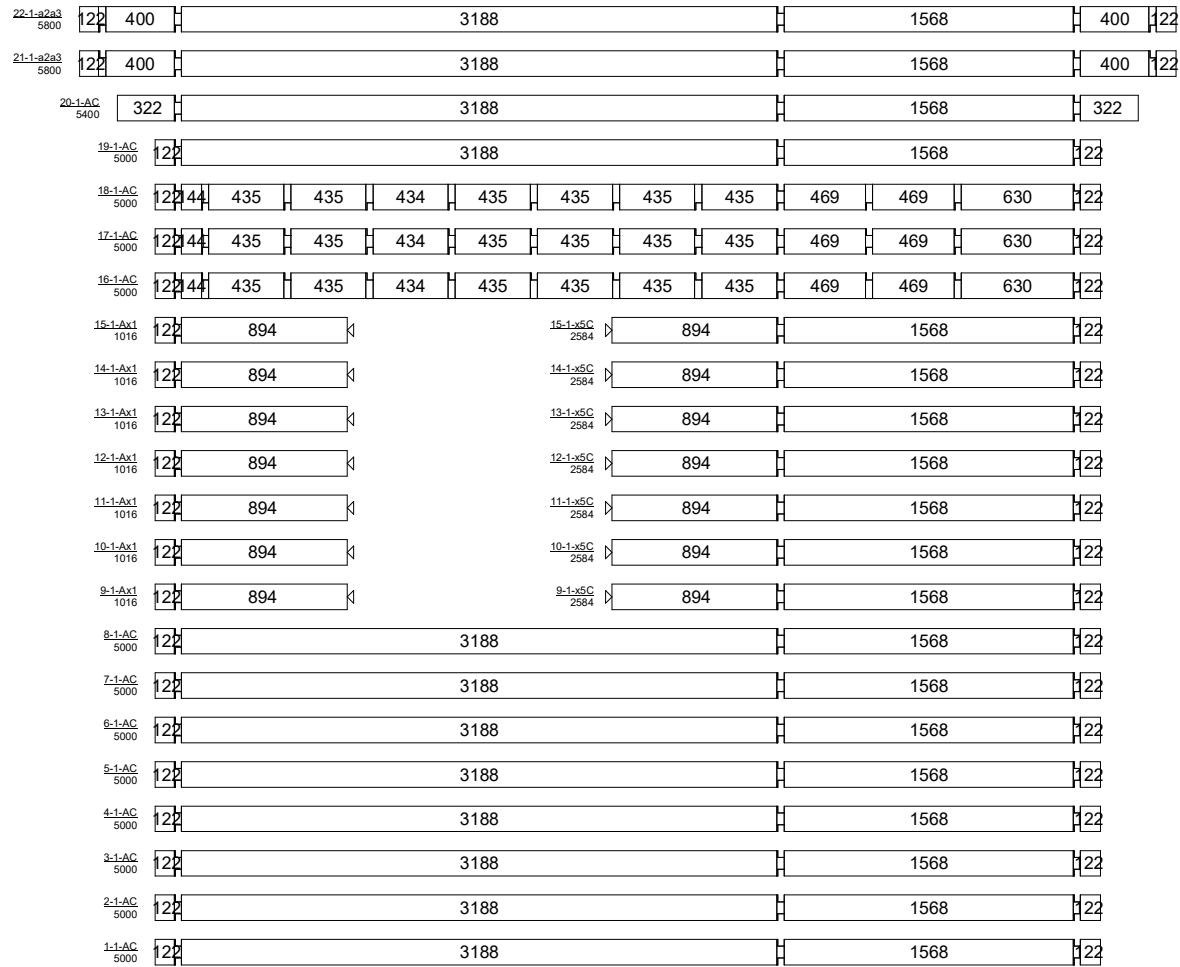 22-1-a2a3
5800
122 400 3188 1568 400 122
21-1-a2a3
5800
122 400 3188 1568 400 122
20-1-AC
5400
322 3188 1568 322
19-1-AC
5000
122 3188 1568 122
18-1-AC
5000
122 144 435 435 434 435 435 435 435 469 469 630 122
17-1-AC
5000
122 144 435 435 434 435 435 435 435 469 469 630 122
16-1-AC
5000
122 144 435 435 434 435 435 435 435 469 469 630 122
15-1-Ax1
1016
122 894
15-1-x5C
2584
894 1568 122
14-1-Ax1
1016
122 894
14-1-x5C
2584
894 1568 122
13-1-Ax1
1016
122 894
13-1-x5C
2584
894 1568 122
12-1-Ax1
1016
122 894
12-1-x5C
2584
894 1568 122
11-1-Ax1
1016
122 894
11-1-x5C
2584
894 1568 122
10-1-Ax1
1016
122 894
10-1-x5C
2584
894 1568 122
9-1-Ax1
1016
122 894
9-1-x5C
2584
894 1568 122
8-1-AC
5000
122 3188 1568 122
7-1-AC
5000
122 3188 1568 122
6-1-AC
5000
122 3188 1568 122
5-1-AC
5000
122 3188 1568 122
4-1-AC
5000
122 3188 1568 122
3-1-AC
5000
122 3188 1568 122
2-1-AC
5000
122 3188 1568 122
1-1-AC
5000
122 3188 1568 122